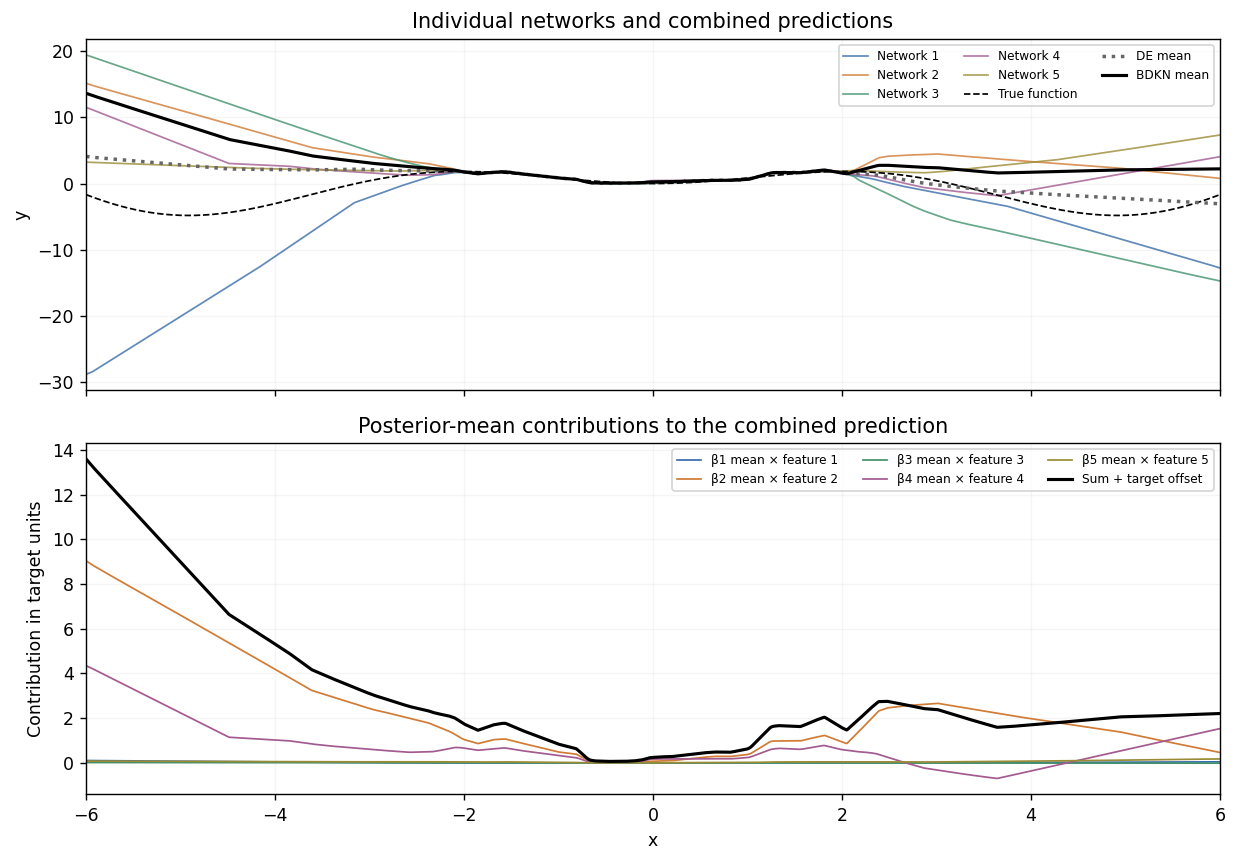 Individual networks and combined predictions
20
10
0
−10
−20
−30
y
Network 1
Network 2
Network 3
Network 4
Network 5
True function
DE mean
BDKN mean
Posterior-mean contributions to the combined prediction
14
12
10
8
6
4
2
0
Contribution in target units
β1 mean × feature 1
β2 mean × feature 2
β3 mean × feature 3
β4 mean × feature 4
β5 mean × feature 5
Sum + target offset
−6
−4
−2
0
2
4
6
x